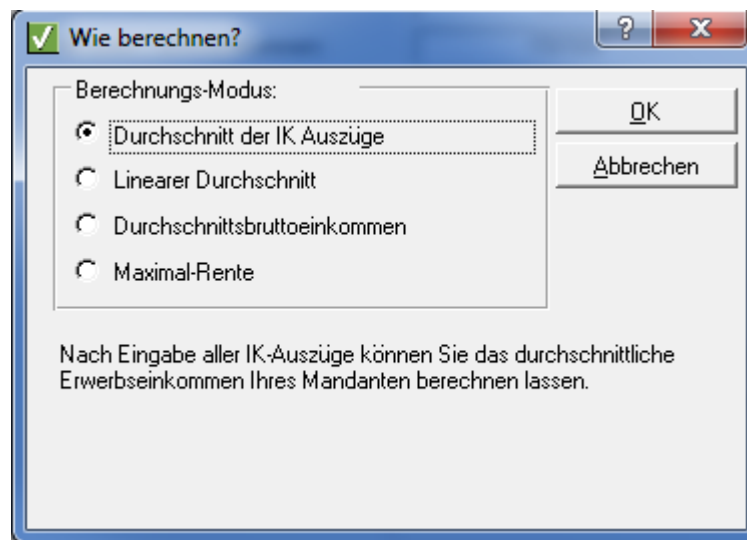 Wie berechnen?
Berechnungs-Modus:
Durchschnitt der IK Auszüge
Linearer Durchschnitt
Durchschnittsbruttoeinkommen
Maximal-Rente
OK
Abbrechen
Nach Eingabe aller IK-Auszüge können Sie das durchschnittliche
Erwerbseinkommen Ihres Mandanten berechnen lassen.